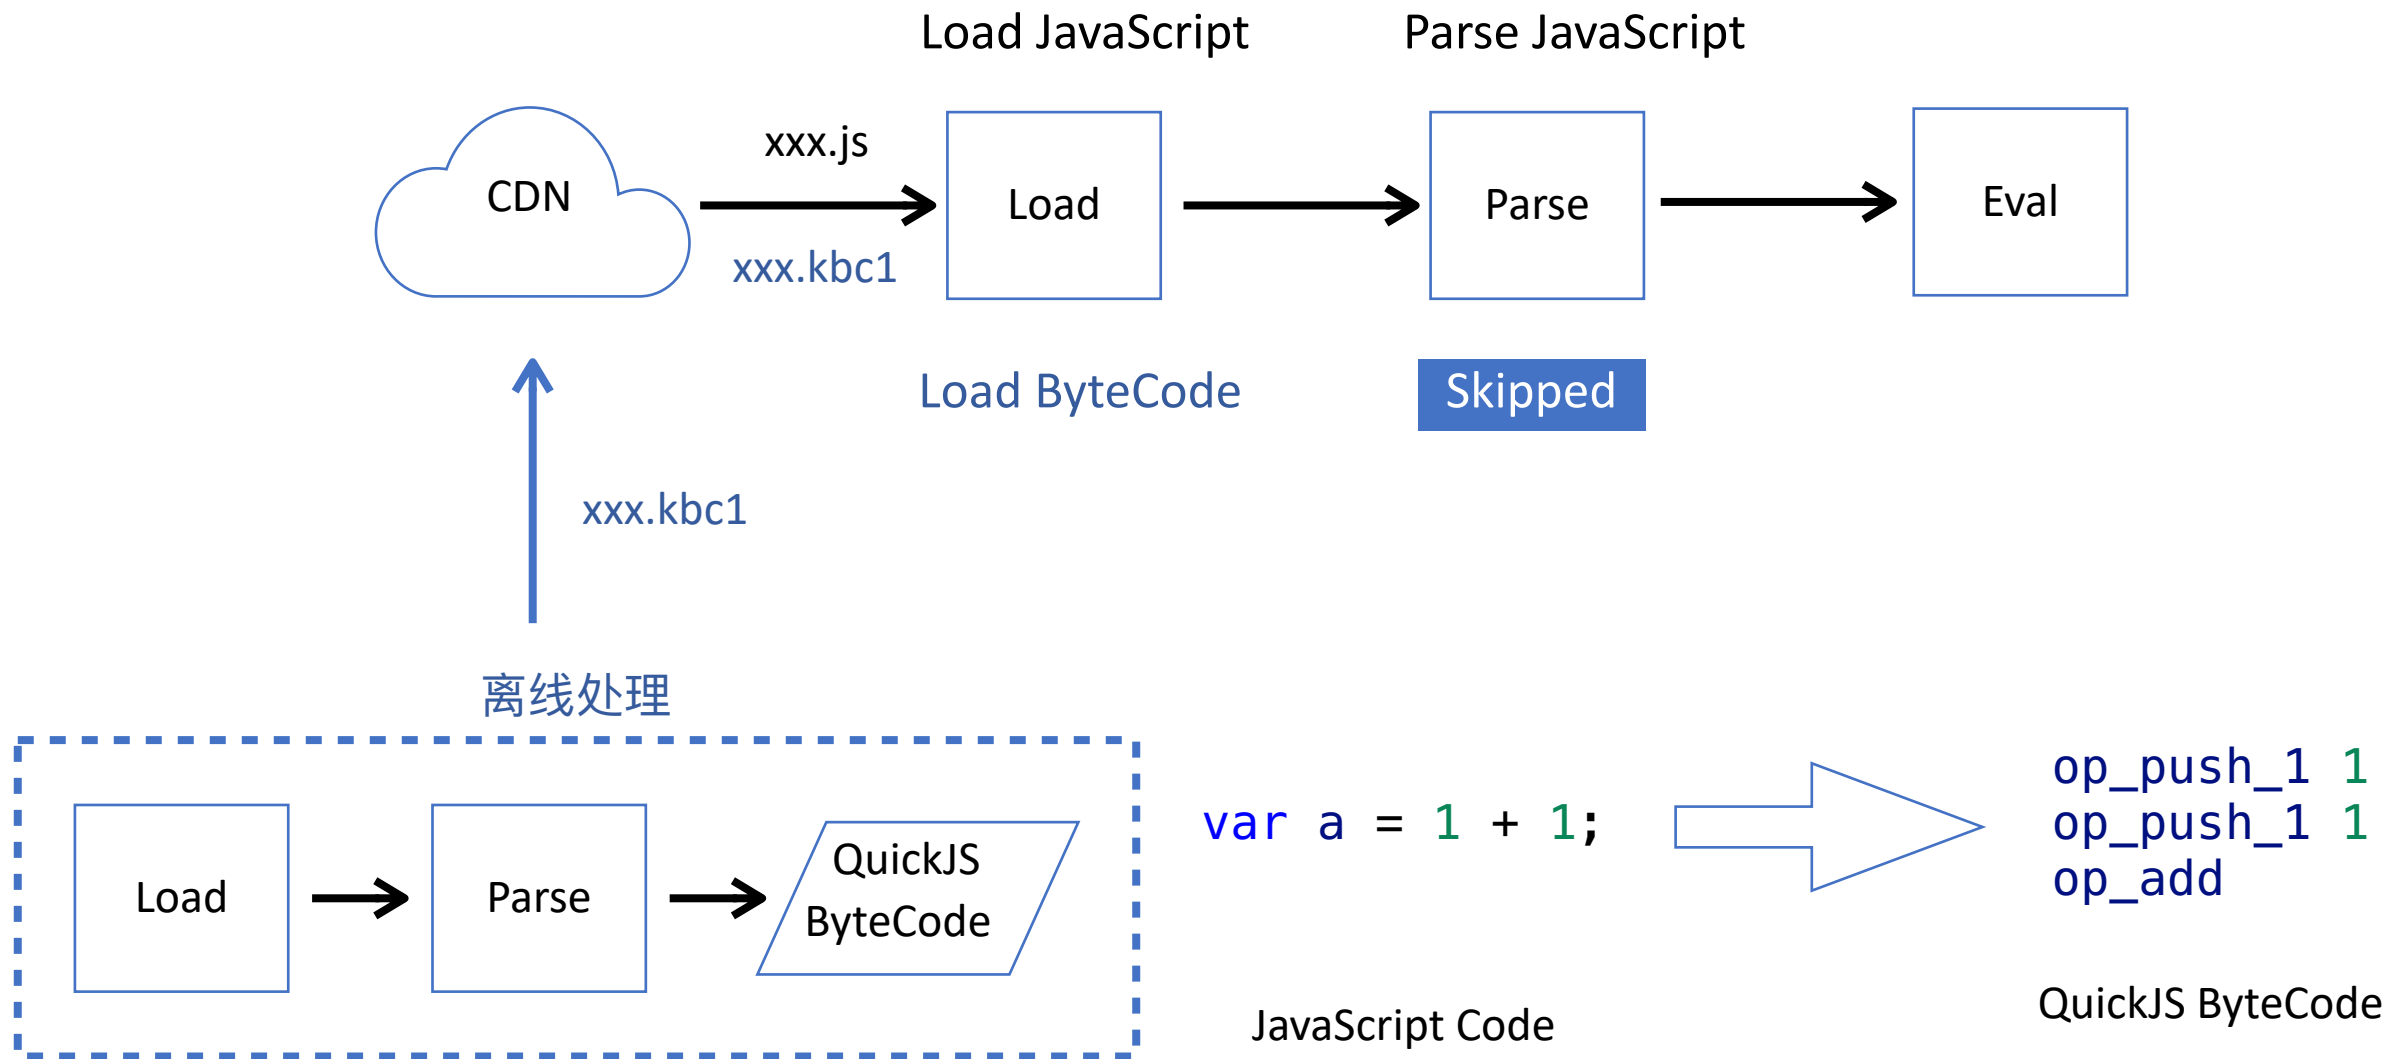 Load JavaScript
Parse JavaScript
CDN
xxx.js
xxx.kbc1
Load
Parse
Eval
Load ByteCode
Skipped
xxx.kbc1
离线处理
Load
Parse
QuickJS
ByteCode
var a = 1 + 1;
JavaScript Code
op_push_1 1
op_push_1 1
op_add
QuickJS ByteCode